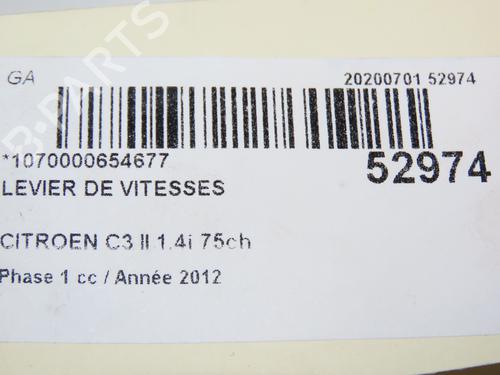 GA
20200701 52974
*1070000654677
52974
LEVIER DE VITESSES
CITROEN C3 II 1.4i 75ch
Phase 1 cc / Année 2012
B-PARTS